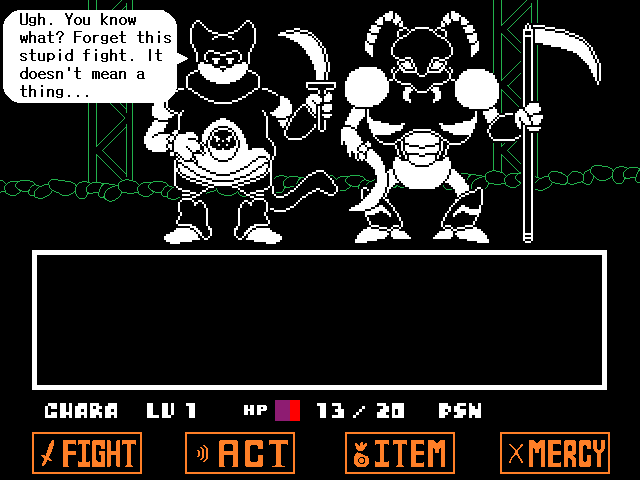 Ugh. You know
what? Forget this
stupid fight. It
doesn't mean a
thing...
CHARA LV 1 HP 13 / 20 PSN
FIGHT ACT ITEM MERCY